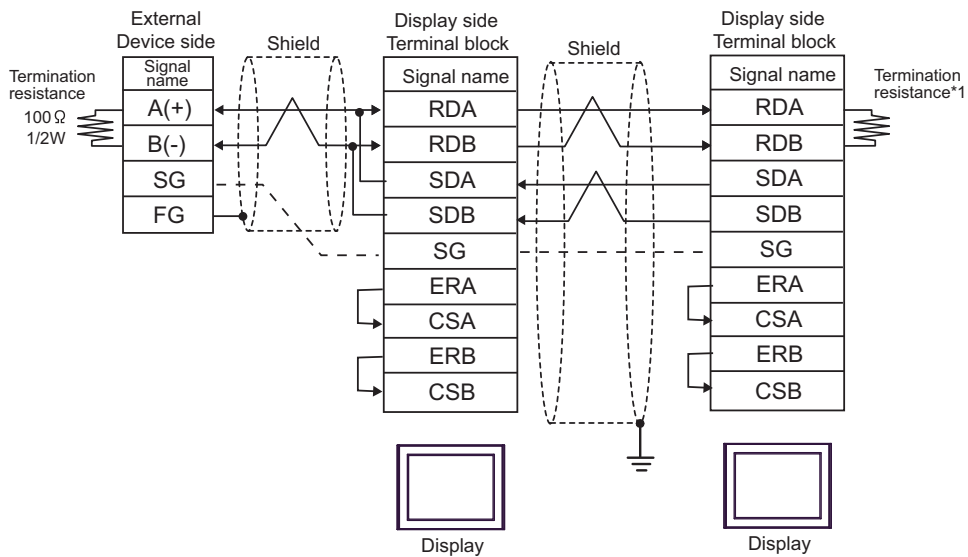 External
Device side
Shield
Display side
Terminal block
Shield
Display side
Terminal block
Termination
resistance
100 Ω
1/2W
Signal
name
A(+)
B(-)
SG
FG
Signal name
RDA
RDB
SDA
SDB
SG
ERA
CSA
ERB
CSB
Signal name
RDA
RDB
SDA
SDB
SG
ERA
CSA
ERB
CSB
Termination
resistance*1
Display
Display